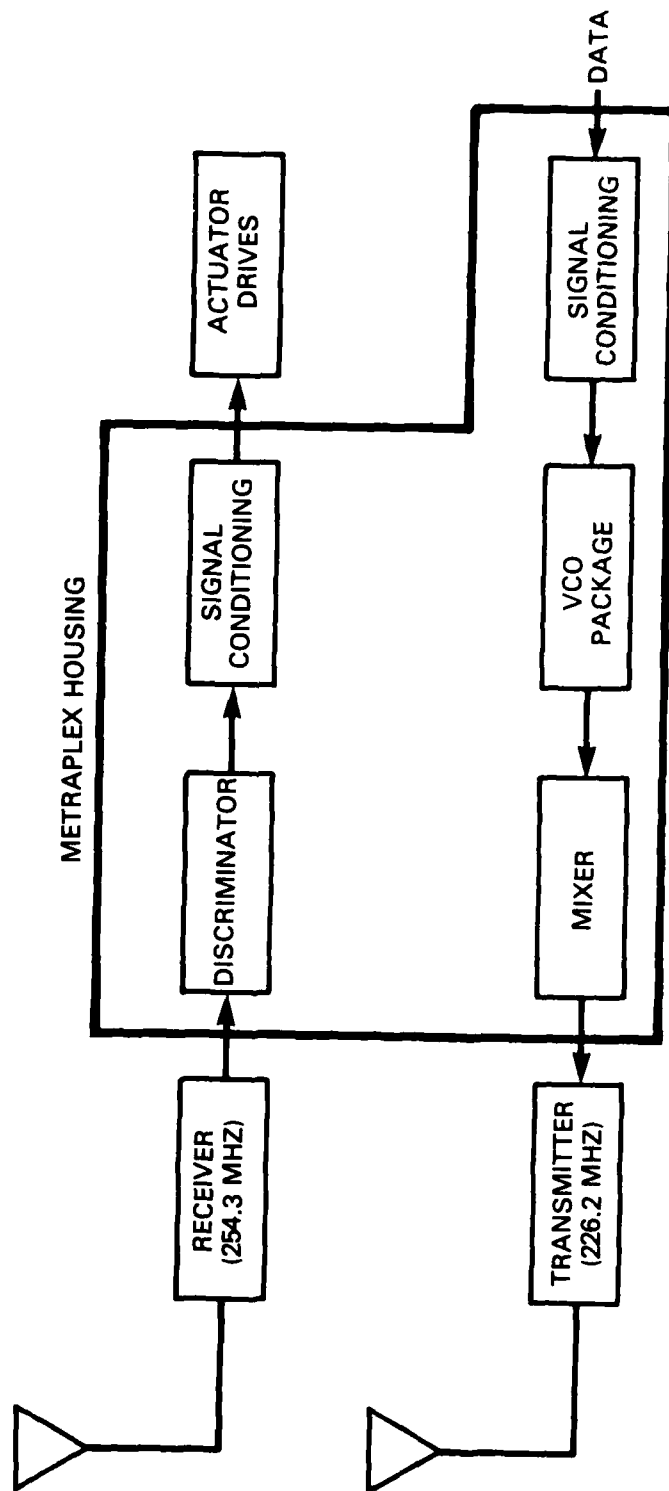 METRAPLEX HOUSING
RECEIVER
(254.3 MHZ)
DISCRIMINATOR
SIGNAL
CONDITIONING
ACTUATOR
DRIVES
TRANSMITTER
(226.2 MHZ)
MIXER
VCO
PACKAGE
SIGNAL
CONDITIONING
DATA